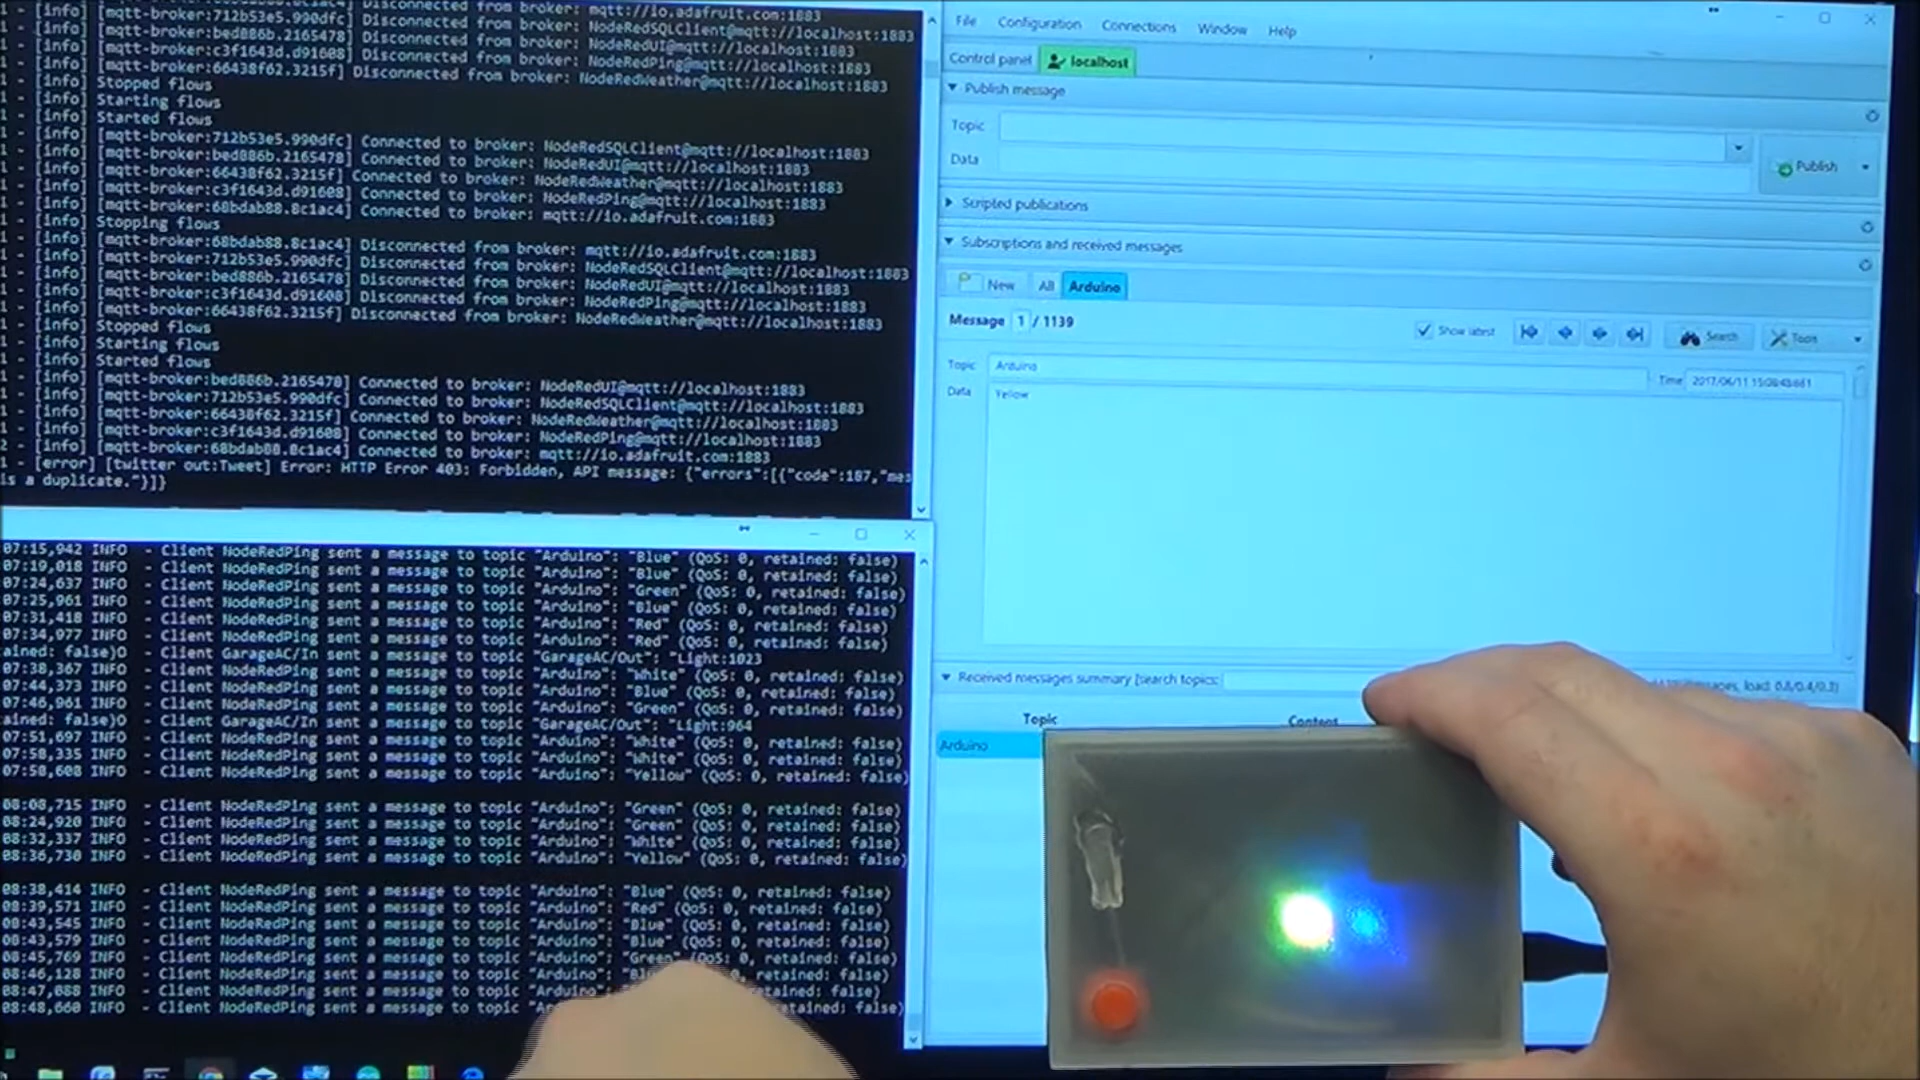 Disconnected from broker: mqtt://io.adafruit.com:1883
1 - [info] [mqtt-broker:712b53e5.990dfc] Disconnected from broker: NodeRedSQLClient@mqtt://localhost:1883
1 - [info] [mqtt-broker:bed886b.2165478] Disconnected from broker: NodeRedUI@mqtt://localhost:1883
1 - [info] [mqtt-broker:c3f1643d.d91608] Disconnected from broker: NodeRedPing@mqtt://localhost:1883
1 - [info] [mqtt-broker:66438f62.3215f] Disconnected from broker: NodeRedWeather@mqtt://localhost:1883
1 - [info] Stopped flows
1 - [info] Starting flows
1 - [info] Started flows
1 - [info] [mqtt-broker:712b53e5.990dfc] Connected to broker: NodeRedSQLClient@mqtt://localhost:1883
1 - [info] [mqtt-broker:bed886b.2165478] Connected to broker: NodeRedUI@mqtt://localhost:1883
1 - [info] [mqtt-broker:66438f62.3215f] Connected to broker: NodeRedWeather@mqtt://localhost:1883
1 - [info] [mqtt-broker:c3f1643d.d91608] Connected to broker: NodeRedPing@mqtt://localhost:1883
1 - [info] [mqtt-broker:68bdab88.8c1ac4] Connected to broker: mqtt://io.adafruit.com:1883
1 - [info] Stopping flows
1 - [info] [mqtt-broker:68bdab88.8c1ac4] Disconnected from broker: mqtt://io.adafruit.com:1883
1 - [info] [mqtt-broker:712b53e5.990dfc] Disconnected from broker: NodeRedSQLClient@mqtt://localhost:1883
1 - [info] [mqtt-broker:bed886b.2165478] Disconnected from broker: NodeRedUI@mqtt://localhost:1883
1 - [info] [mqtt-broker:c3f1643d.d91608] Disconnected from broker: NodeRedPing@mqtt://localhost:1883
1 - [info] [mqtt-broker:66438f62.3215f] Disconnected from broker: NodeRedWeather@mqtt://localhost:1883
1 - [info] Stopped flows
1 - [info] Starting flows
1 - [info] Started flows
1 - [info] [mqtt-broker:bed886b.2165478] Connected to broker: NodeRedUI@mqtt://localhost:1883
1 - [info] [mqtt-broker:712b53e5.990dfc] Connected to broker: NodeRedSQLClient@mqtt://localhost:1883
1 - [info] [mqtt-broker:66438f62.3215f] Connected to broker: NodeRedWeather@mqtt://localhost:1883
1 - [info] [mqtt-broker:c3f1643d.d91608] Connected to broker: NodeRedPing@mqtt://localhost:1883
2 - [info] [mqtt-broker:68bdab88.8c1ac4] Connected to broker: mqtt://io.adafruit.com:1883
1 - [error] [twitter out:Tweet] Error: HTTP Error 403: Forbidden, API message: {"errors":[{"code":187,"mes
is a duplicate."}]}
07:15,942 INFO - Client NodeRedPing sent a message to topic "Arduino": "Blue" (QoS: 0, retained: false)
07:19,018 INFO - Client NodeRedPing sent a message to topic "Arduino": "Blue" (QoS: 0, retained: false)
07:24,637 INFO - Client NodeRedPing sent a message to topic "Arduino": "Green" (QoS: 0, retained: false)
07:25,961 INFO - Client NodeRedPing sent a message to topic "Arduino": "Blue" (QoS: 0, retained: false)
07:31,418 INFO - Client NodeRedPing sent a message to topic "Arduino": "Red" (QoS: 0, retained: false)
07:34,977 INFO - Client NodeRedPing sent a message to topic "Arduino": "Red" (QoS: 0, retained: false)
ained: false)O - Client GarageAC/In sent a message to topic "GarageAC/Out": "Light:1023
07:38,367 INFO - Client NodeRedPing sent a message to topic "Arduino": "White" (QoS: 0, retained: false)
07:44,373 INFO - Client NodeRedPing sent a message to topic "Arduino": "Blue" (QoS: 0, retained: false)
07:46,961 INFO - Client NodeRedPing sent a message to topic "Arduino": "Green" (QoS: 0, retained: false)
ained: false)O - Client GarageAC/In sent a message to topic "GarageAC/Out": "Light:964
07:51,697 INFO - Client NodeRedPing sent a message to topic "Arduino": "White" (QoS: 0, retained: false)
07:58,335 INFO - Client NodeRedPing sent a message to topic "Arduino": "White" (QoS: 0, retained: false)
07:58,608 INFO - Client NodeRedPing sent a message to topic "Arduino": "Yellow" (QoS: 0, retained: false)
08:08,715 INFO - Client NodeRedPing sent a message to topic "Arduino": "Green" (QoS: 0, retained: false)
08:24,920 INFO - Client NodeRedPing sent a message to topic "Arduino": "Green" (QoS: 0, retained: false)
08:32,337 INFO - Client NodeRedPing sent a message to topic "Arduino": "White" (QoS: 0, retained: false)
08:36,730 INFO - Client NodeRedPing sent a message to topic "Arduino": "Yellow" (QoS: 0, retained: false)
08:38,414 INFO - Client NodeRedPing sent a message to topic "Arduino": "Blue" (QoS: 0, retained: false)
08:39,571 INFO - Client NodeRedPing sent a message to topic "Arduino": "Red" (QoS: 0, retained: false)
08:43,545 INFO - Client NodeRedPing sent a message to topic "Arduino": "Blue" (QoS: 0, retained: false)
08:43,579 INFO - Client NodeRedPing sent a message to topic "Arduino": "Blue" (QoS: 0, retained: false)
08:45,769 INFO - Client NodeRedPing sent a message to topic "Arduino": "Green" (QoS: 0, retained: false)
08:46,128 INFO - Client NodeRedPing sent a message to topic "Arduino": 0, retained: false)
08:47,088 INFO - Client NodeRedPing sent a message to topic "Arduino": retained: false)
08:48,660 INFO - Client NodeRedPing sent a message to topic retained: false)
File Configuration Connections Window Help
Control panel localhost
Publish message
Topic
Data
Publish
Scripted publications
Subscriptions and received messages
New All Arduino
Message 1 / 1139
Show latest Search Tools
Topic Arduino Time
Data Yellow
Received messages summary [search topics: messages, load:
Topic Content
Arduino